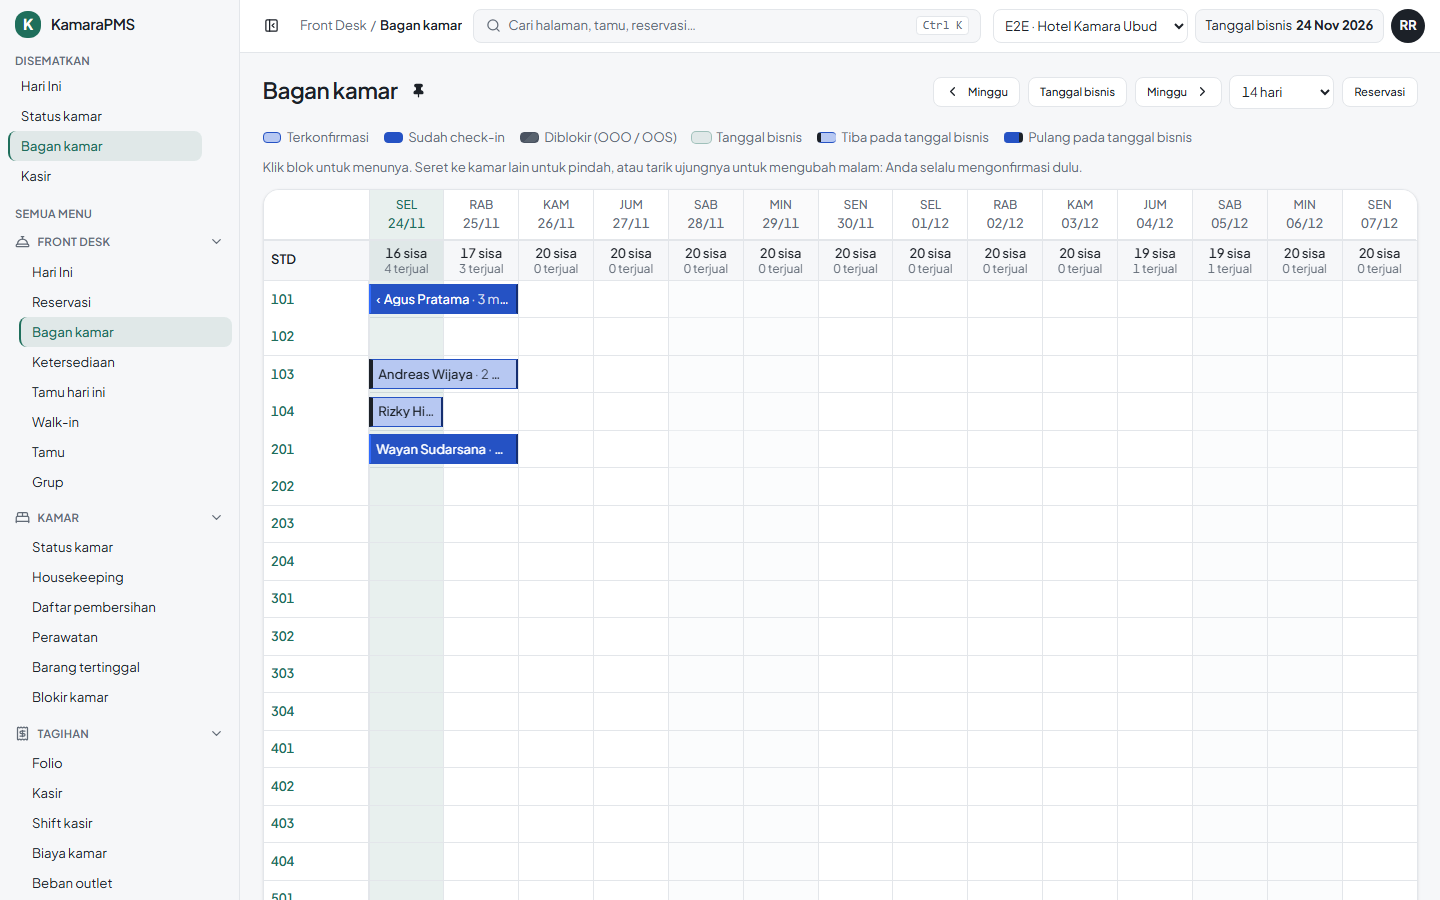 K KamaraPMS
DISEMATKAN
Hari Ini
Status kamar
Bagan kamar
Kasir
SEMUA MENU
FRONT DESK
Hari Ini
Reservasi
Bagan kamar
Ketersediaan
Tamu hari ini
Walk-in
Tamu
Grup
KAMAR
Status kamar
Housekeeping
Daftar pembersihan
Perawatan
Barang tertinggal
Blokir kamar
TAGIHAN
Folio
Kasir
Shift kasir
Biaya kamar
Beban outlet
Front Desk / Bagan kamar
Cari halaman, tamu, reservasi... Ctrl K
E2E · Hotel Kamara Ubud
Tanggal bisnis 24 Nov 2026
RR
Bagan kamar
Minggu
Tanggal bisnis
Minggu
14 hari
Reservasi
Terkonfirmasi Sudah check-in Diblokir (OOO / OOS) Tanggal bisnis Tiba pada tanggal bisnis Pulang pada tanggal bisnis
Klik blok untuk menunya. Seret ke kamar lain untuk pindah, atau tarik ujungnya untuk mengubah malam: Anda selalu mengonfirmasi dulu.
SEL RAB KAM JUM SAB MIN SEN SEL RAB KAM JUM SAB MIN SEN
24/11 25/11 26/11 27/11 28/11 29/11 30/11 01/12 02/12 03/12 04/12 05/12 06/12 07/12
STD 16 sisa 17 sisa 20 sisa 20 sisa 20 sisa 20 sisa 20 sisa 20 sisa 20 sisa 20 sisa 19 sisa 19 sisa 20 sisa 20 sisa
4 terjual 3 terjual 0 terjual 0 terjual 0 terjual 0 terjual 0 terjual 0 terjual 0 terjual 0 terjual 1 terjual 1 terjual 0 terjual 0 terjual
101 ‹ Agus Pratama · 3 m...
102
103 Andreas Wijaya · 2 ...
104 Rizky Hi...
201 Wayan Sudarsana · ...
202
203
204
301
302
303
304
401
402
403
404
501